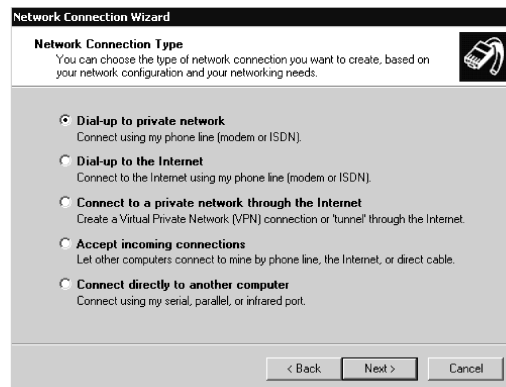 Network Connection Wizard
Network Connection Type
You can choose the type of network connection you want to create, based on
your network configuration and your networking needs.
Dial-up to private network
Connect using my phone line (modem or ISDN).
Dial-up to the Internet
Connect to the Internet using my phone line (modem or ISDN).
Connect to a private network through the Internet
Create a Virtual Private Network (VPN) connection or 'tunnel' through the Internet.
Accept incoming connections
Let other computers connect to mine by phone line, the Internet, or direct cable.
Connect directly to another computer
Connect using my serial, parallel, or infrared port.
< Back Next > Cancel